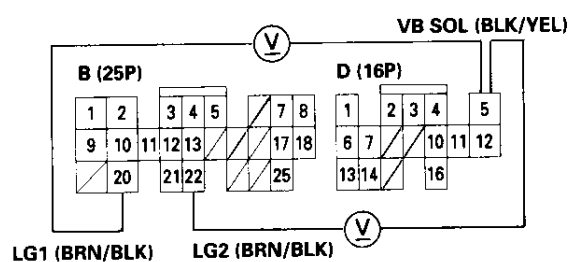 VB SOL (BLK/YEL)
V
B (25P) D (16P)
1 2 3 4 5 7 8 1 2 3 4 5
9 10 11 12 13 17 18 6 7 10 11 12
20 21 22 25 13 14 16
V
LG1 (BRN/BLK) LG2 (BRN/BLK)